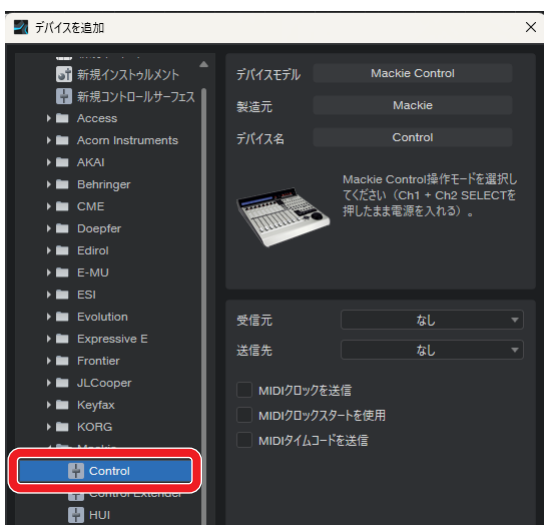 デバイスを追加
新規インストゥルメント
新規コントロールサーフェス
Access
Acorn Instruments
AKAI
Behringer
CME
Doepfer
Edirol
E-MU
ESI
Evolution
Expressive E
Frontier
JLCooper
Keyfax
KORG
Mackie
Control
Control Extender
HUI
デバイスモデル Mackie Control
製造元 Mackie
デバイス名 Control
Mackie Control操作モードを選択し
てください（Ch1 + Ch2 SELECTを
押したまま電源を入れる）。
受信元 なし
送信先 なし
MIDIクロックを送信
MIDIクロックスタートを使用
MIDIタイムコードを送信